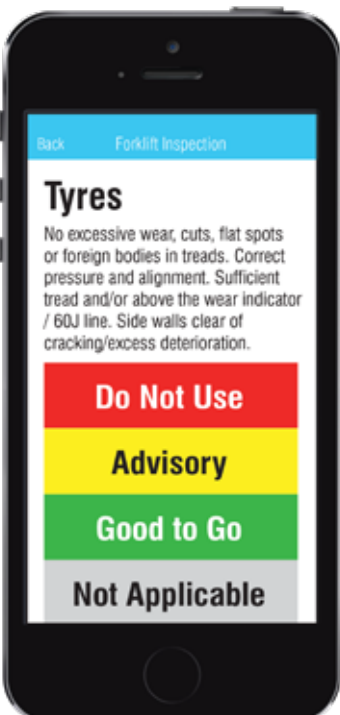 Back
Forklift Inspection
Tyres
No excessive wear, cuts, flat spots
or foreign bodies in treads. Correct
pressure and alignment. Sufficient
tread and/or above the wear indicator
/ 60J line. Side walls clear of
cracking/excess deterioration.
Do Not Use
Advisory
Good to Go
Not Applicable